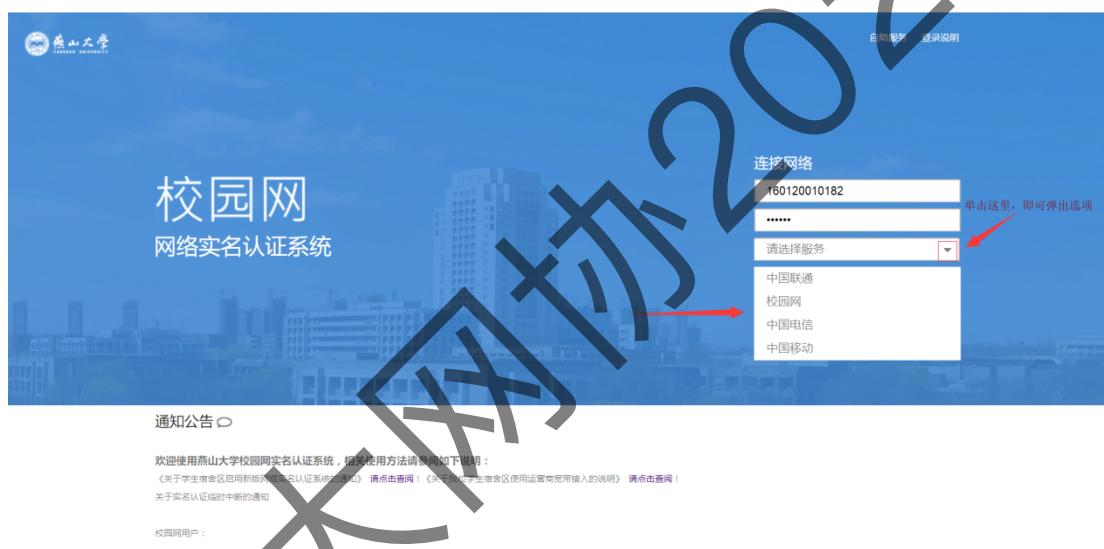 燕山大学
YANSHAN UNIVERSITY
自助服务 登录说明
校园网
网络实名认证系统
连接网络
160120010182
••••••
请选择服务
单击这里，即可弹出选项
中国联通
校园网
中国电信
中国移动
通知公告
欢迎使用燕山大学校园网实名认证系统，相关使用方法请参阅如下说明：
《关于学生宿舍区启用新版网络实名认证系统的通知》 请点击查阅！《关于我校学生宿舍区使用运营商宽带接入的说明》 请点击查阅！
关于实名认证临时中断的通知
校园网用户：
大网协202